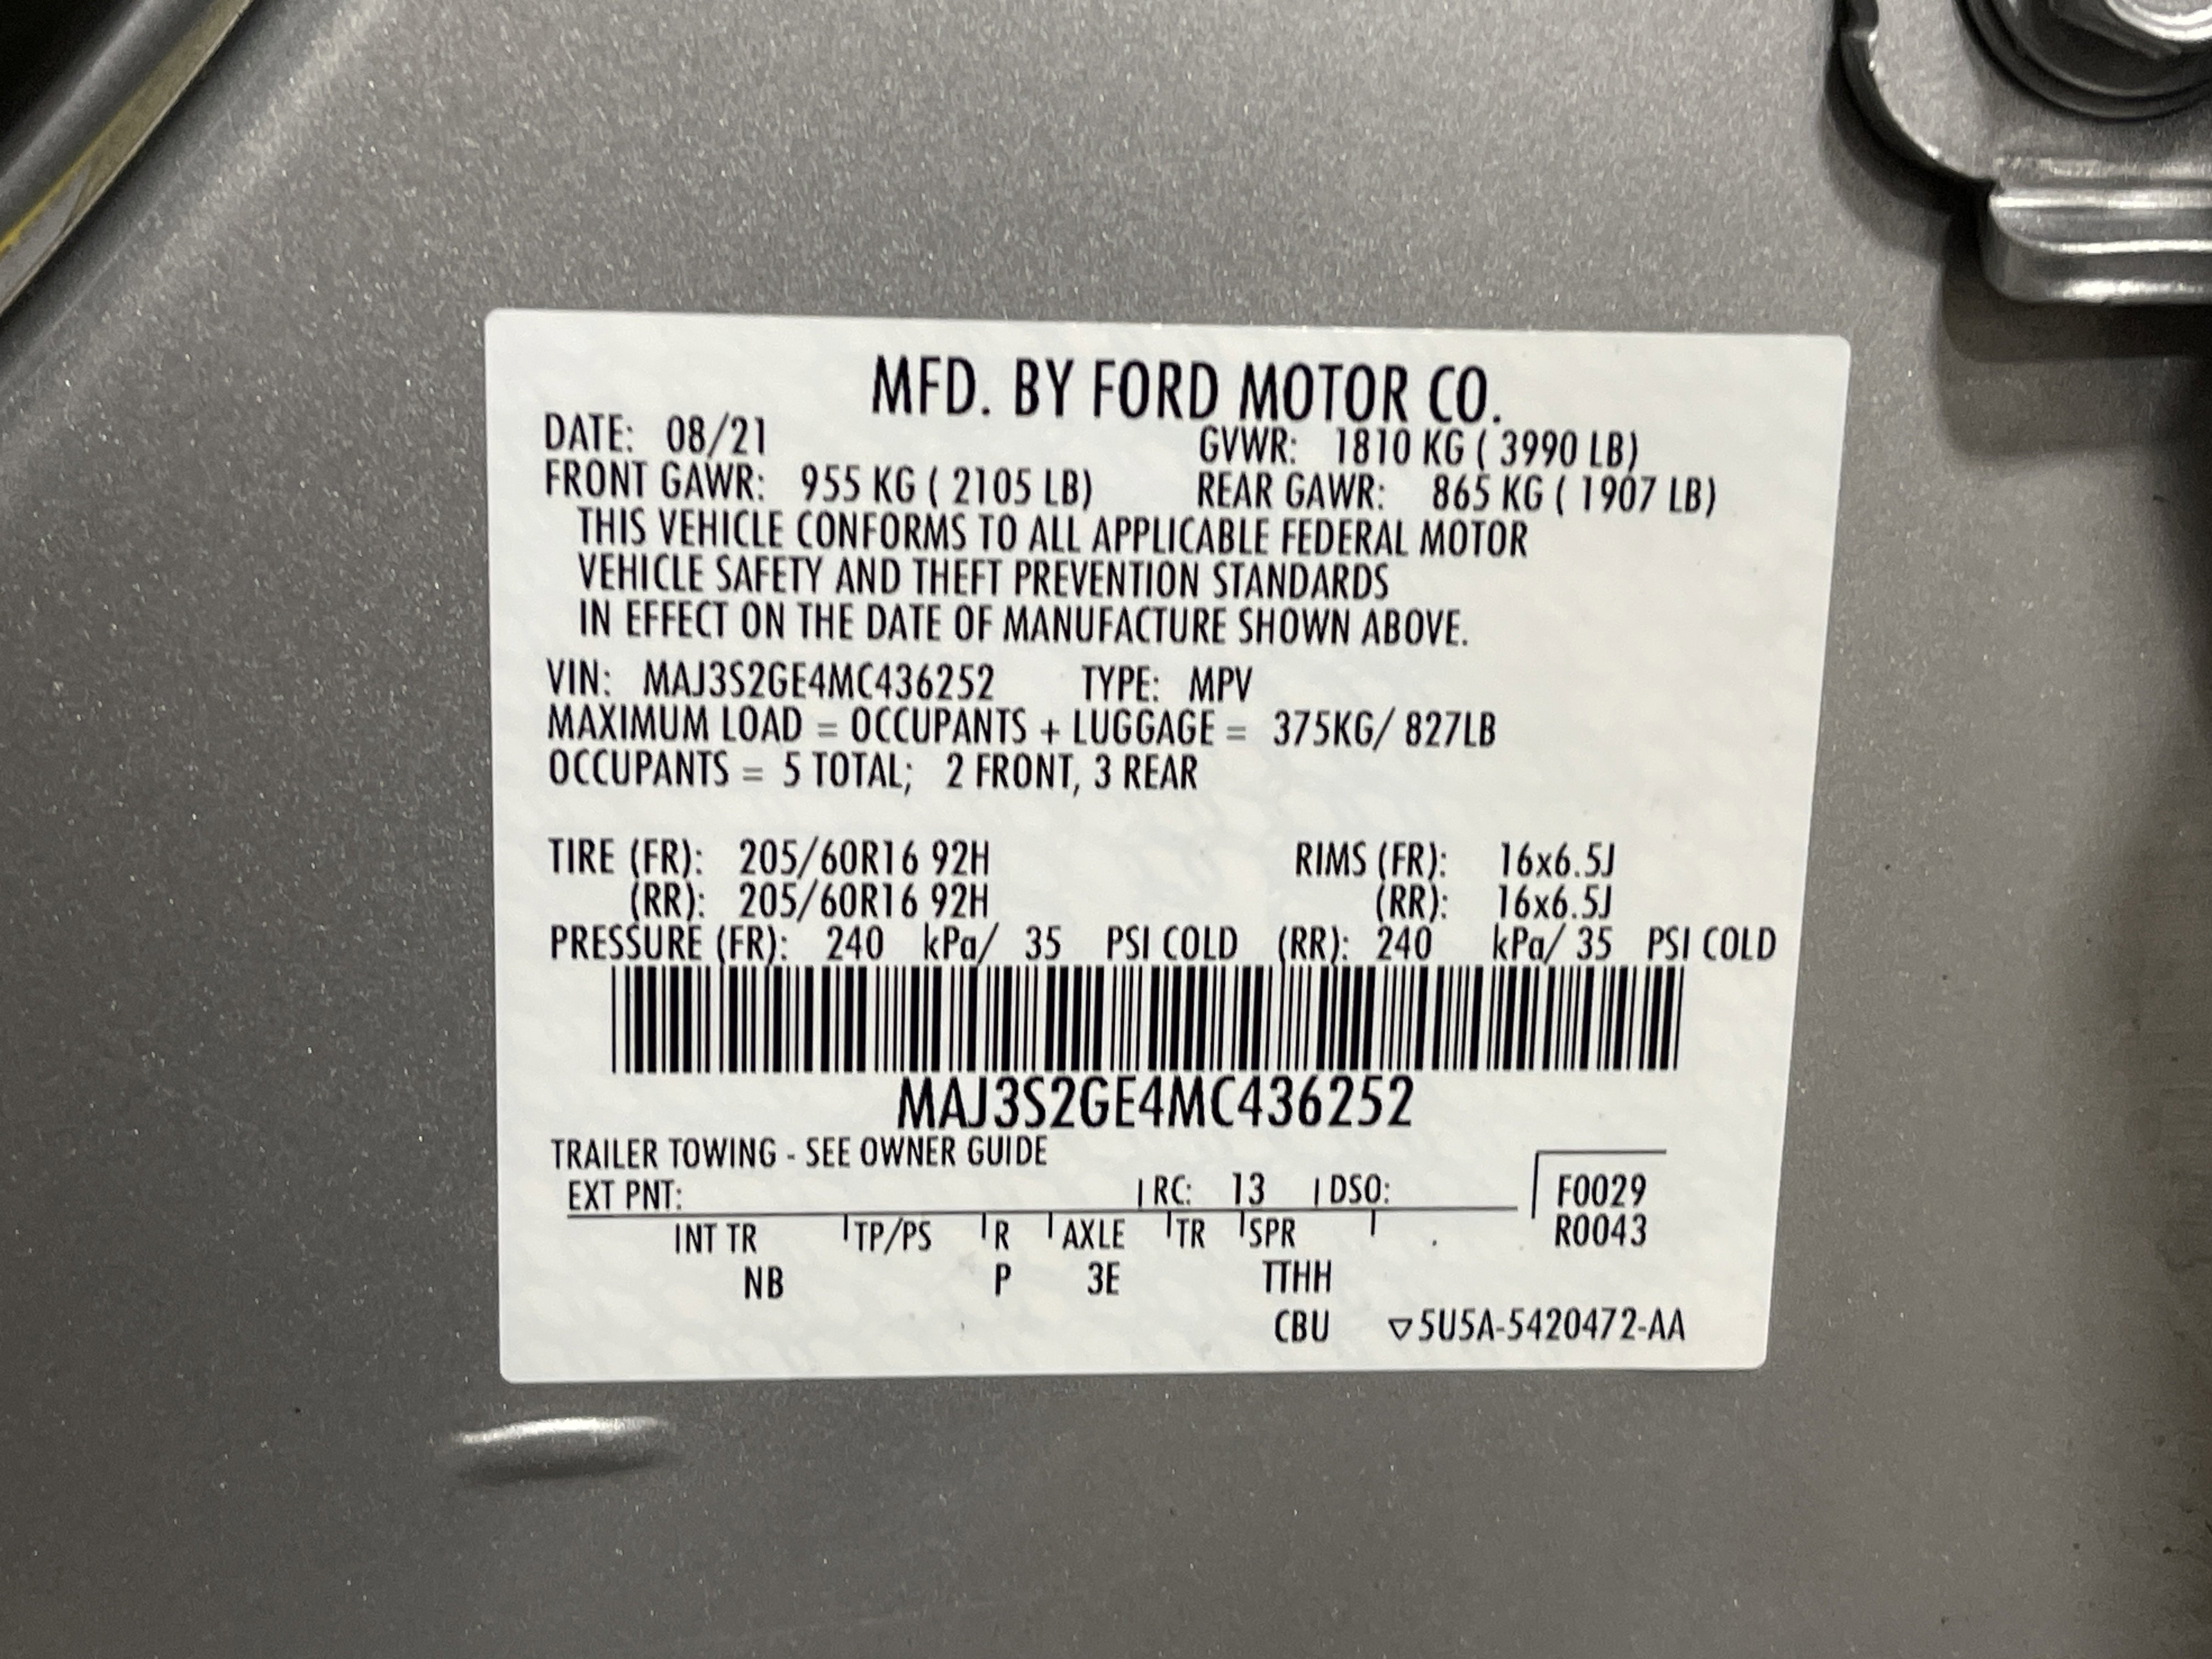 MFD. BY FORD MOTOR CO.
DATE: 08/21 GVWR: 1810 KG ( 3990 LB)
FRONT GAWR: 955 KG ( 2105 LB) REAR GAWR: 865 KG ( 1907 LB)
THIS VEHICLE CONFORMS TO ALL APPLICABLE FEDERAL MOTOR
VEHICLE SAFETY AND THEFT PREVENTION STANDARDS
IN EFFECT ON THE DATE OF MANUFACTURE SHOWN ABOVE.
VIN: MAJ3S2GE4MC436252 TYPE: MPV
MAXIMUM LOAD = OCCUPANTS + LUGGAGE = 375KG/ 827LB
OCCUPANTS = 5 TOTAL; 2 FRONT, 3 REAR
TIRE (FR): 205/60R16 92H RIMS (FR): 16x6.5J
(RR): 205/60R16 92H (RR): 16x6.5J
PRESSURE (FR): 240 kPa/ 35 PSI COLD (RR): 240 kPa/ 35 PSI COLD
MAJ3S2GE4MC436252
TRAILER TOWING - SEE OWNER GUIDE
EXT PNT: RC: 13 DSO: F0029
INT TR TP/PS R AXLE TR SPR R0043
NB P 3E TTHH
CBU ▽5U5A-5420472-AA